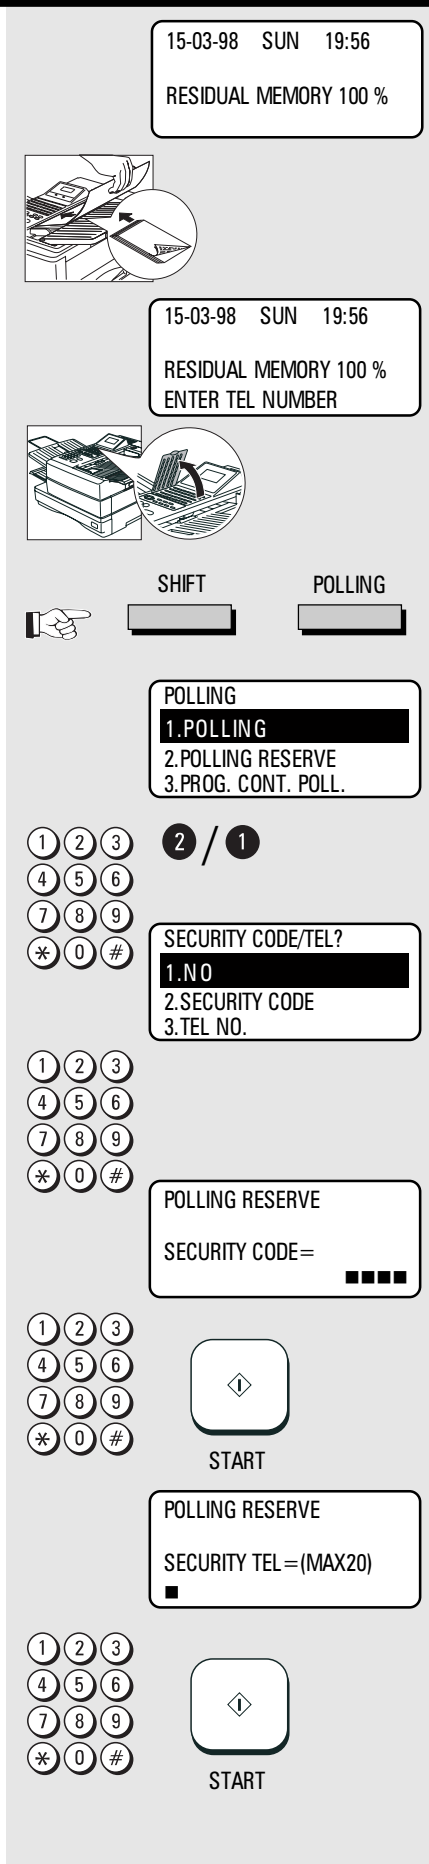 15-03-98 SUN 19:56
RESIDUAL MEMORY 100 %
15-03-98 SUN 19:56
RESIDUAL MEMORY 100 %
ENTER TEL NUMBER
SHIFT POLLING
POLLING
1.POLLING
2.POLLING RESERVE
3.PROG. CONT. POLL.
1 2 3 2 / 1
4 5 6
7 8 9
* 0 #
SECURITY CODE/TEL?
1.NO
2.SECURITY CODE
3.TEL NO.
1 2 3
4 5 6
7 8 9
* 0 #
POLLING RESERVE
SECURITY CODE=
■■■■
1 2 3
4 5 6
7 8 9
* 0 #
START
POLLING RESERVE
SECURITY TEL=(MAX20)
■
1 2 3
4 5 6
7 8 9
* 0 #
START